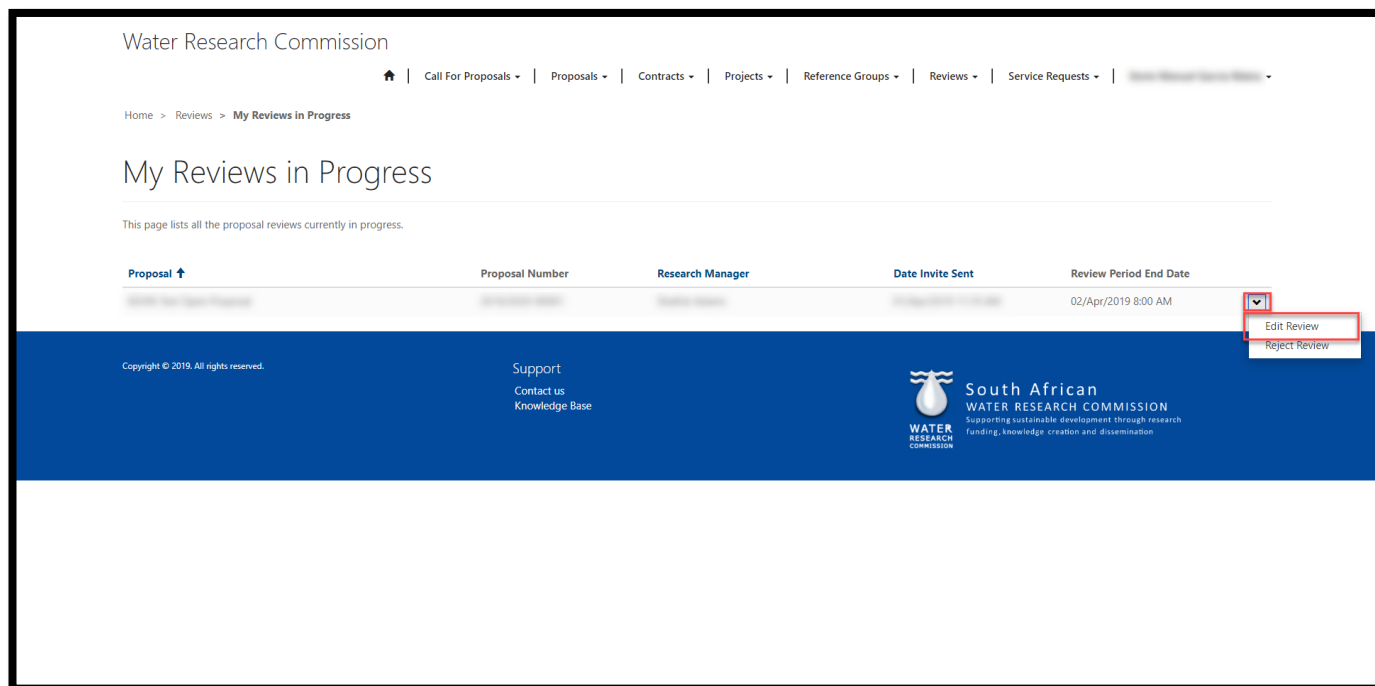 Water Research Commission
Call For Proposals | Proposals | Contracts | Projects | Reference Groups | Reviews | Service Requests |
Home > Reviews > My Reviews in Progress
My Reviews in Progress
This page lists all the proposal reviews currently in progress.
Proposal Proposal Number Research Manager Date Invite Sent Review Period End Date
02/Apr/2019 8:00 AM
Edit Review
Reject Review
Copyright © 2019. All rights reserved.
Support
Contact us
Knowledge Base
WATER
RESEARCH
COMMISSION
South African
WATER RESEARCH COMMISSION
Supporting sustainable development through research
funding, knowledge creation and dissemination